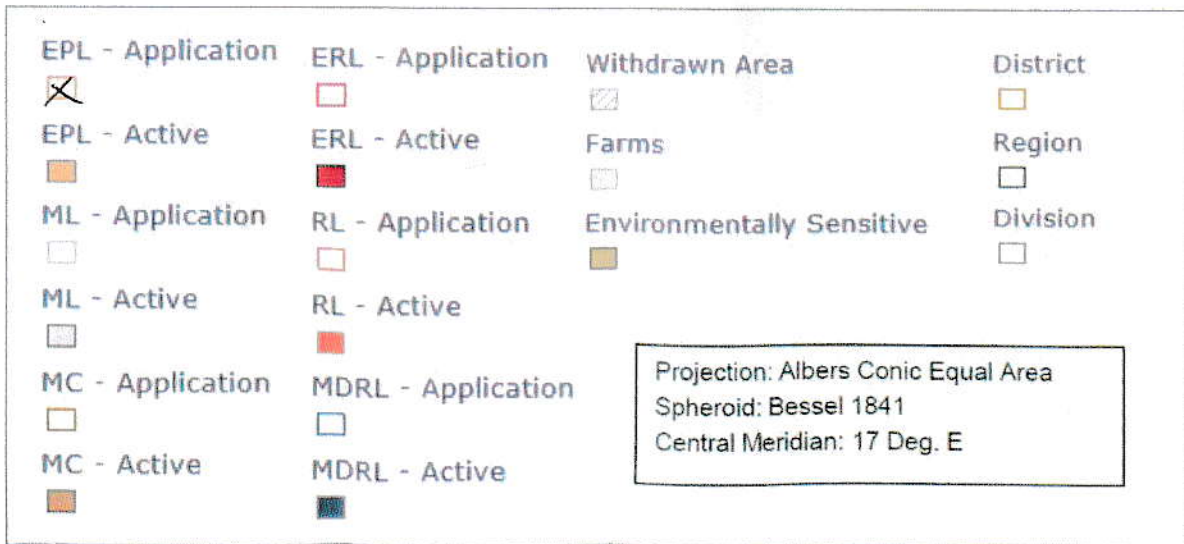 EPL - Application
EPL - Active
ML - Application
ML - Active
MC - Application
MC - Active
ERL - Application
ERL - Active
RL - Application
RL - Active
MDRL - Application
MDRL - Active
Withdrawn Area
Farms
Environmentally Sensitive
District
Region
Division
Projection: Albers Conic Equal Area
Spheroid: Bessel 1841
Central Meridian: 17 Deg. E